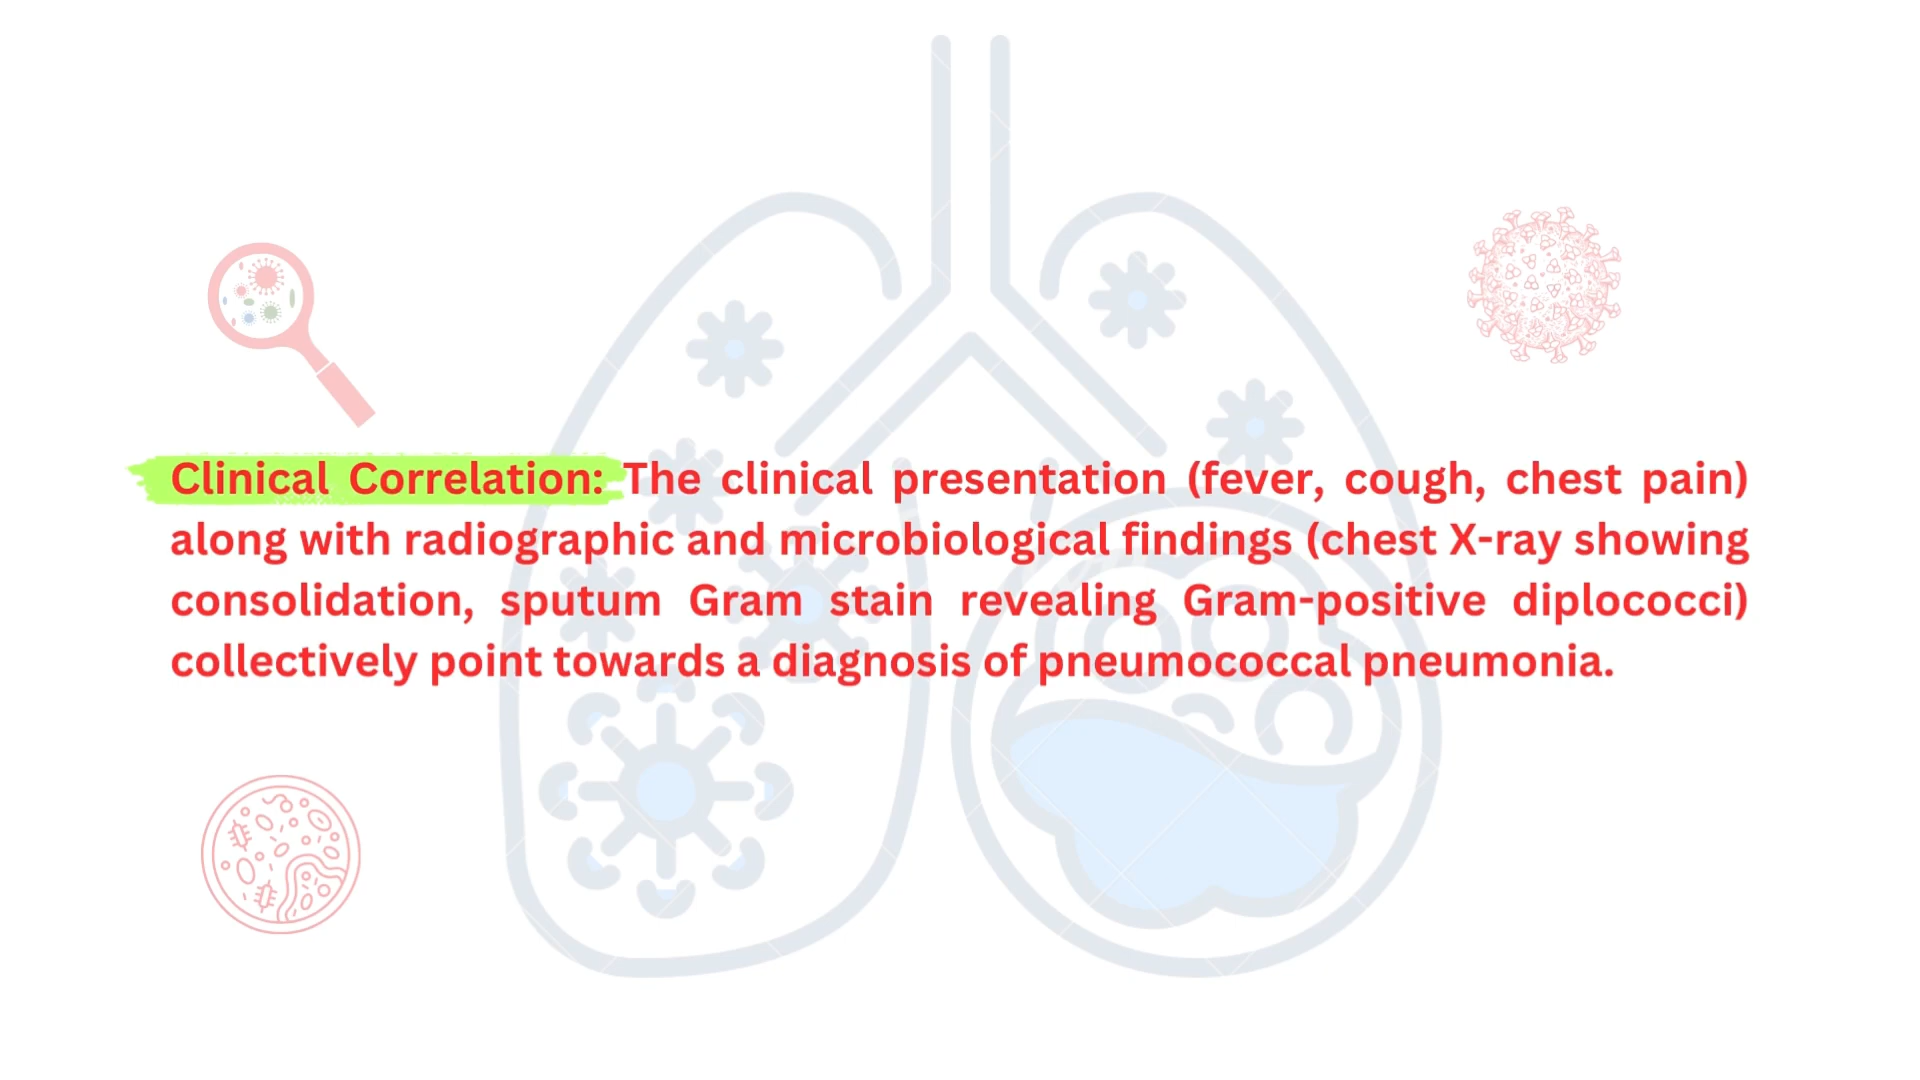 Clinical Correlation: The clinical presentation (fever, cough, chest pain)
along with radiographic and microbiological findings (chest X-ray showing
consolidation, sputum Gram stain revealing Gram-positive diplococci)
collectively point towards a diagnosis of pneumococcal pneumonia.